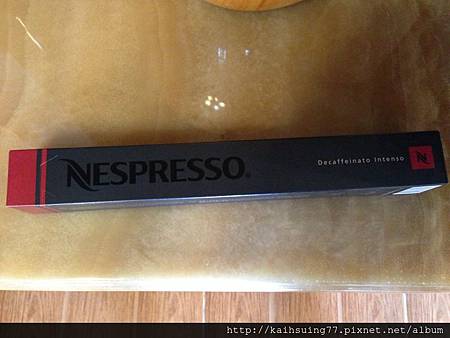 NESPRESSO®
Decaffeinato Intenso
N
http://kaihsuing77.pixnet.net/album